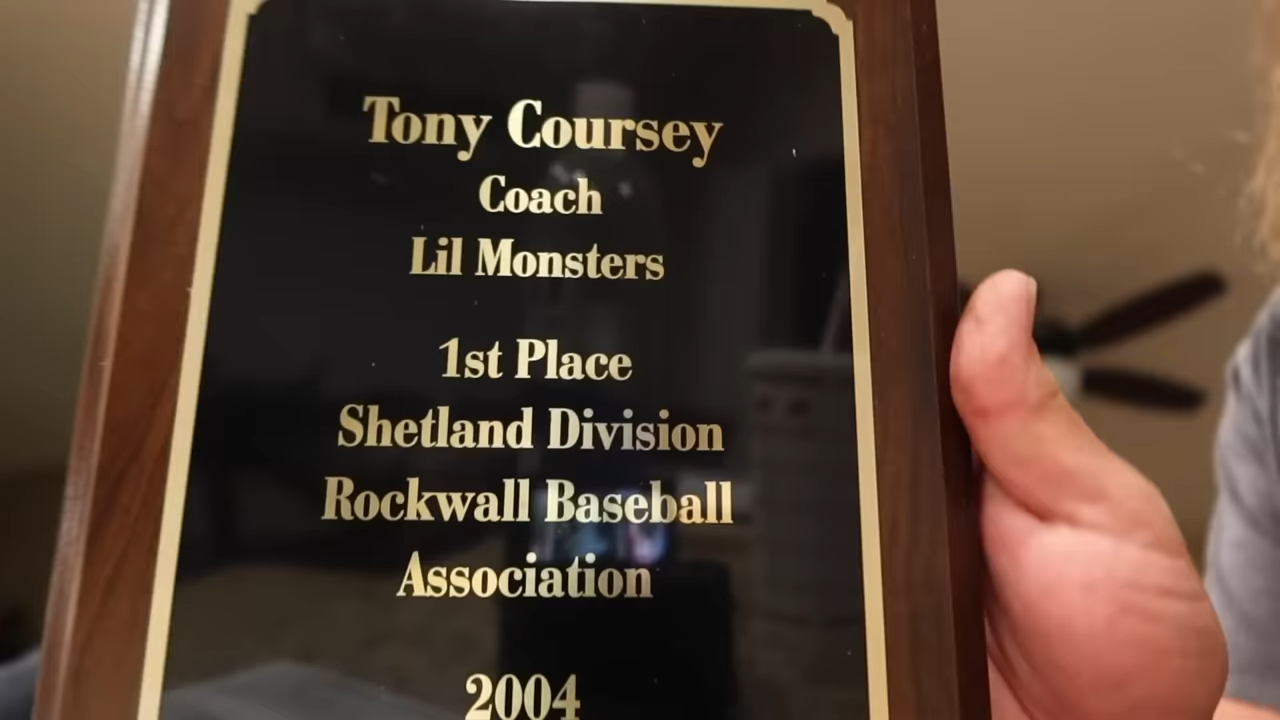 Tony Coursey
Coach
Lil Monsters
1st Place
Shetland Division
Rockwall Baseball
Association
2004